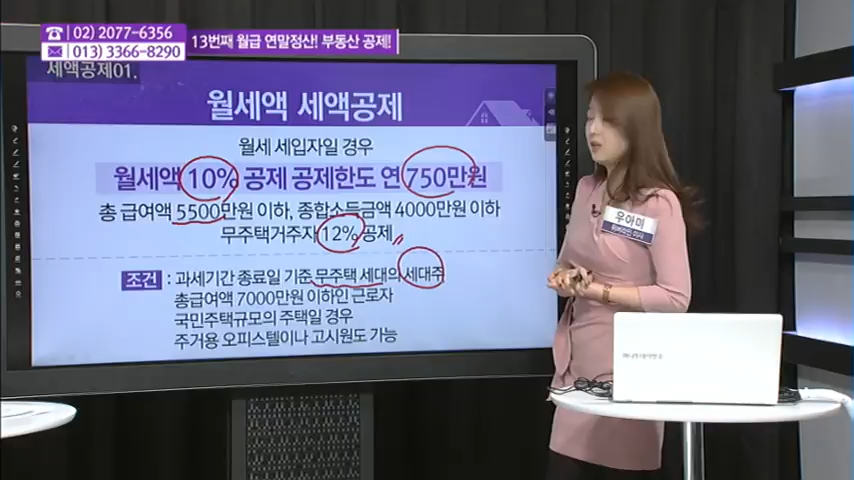 02) 2077-6356
013) 3366-8290
13번째 월급 연말정산! 부동산 공제!
세액공제01.
월세액 세액공제
월세 세입자일 경우
월세액 10% 공제 공제한도 연 750만원
총 급여액 5500만원 이하, 종합소득금액 4000만원 이하
무주택거주자 12% 공제
조건 : 과세기간 종료일 기준 무주택 세대의 세대주
총급여액 7000만원 이하인 근로자
국민주택규모의 주택일 경우
주거용 오피스텔이나 고시원도 가능
우아미